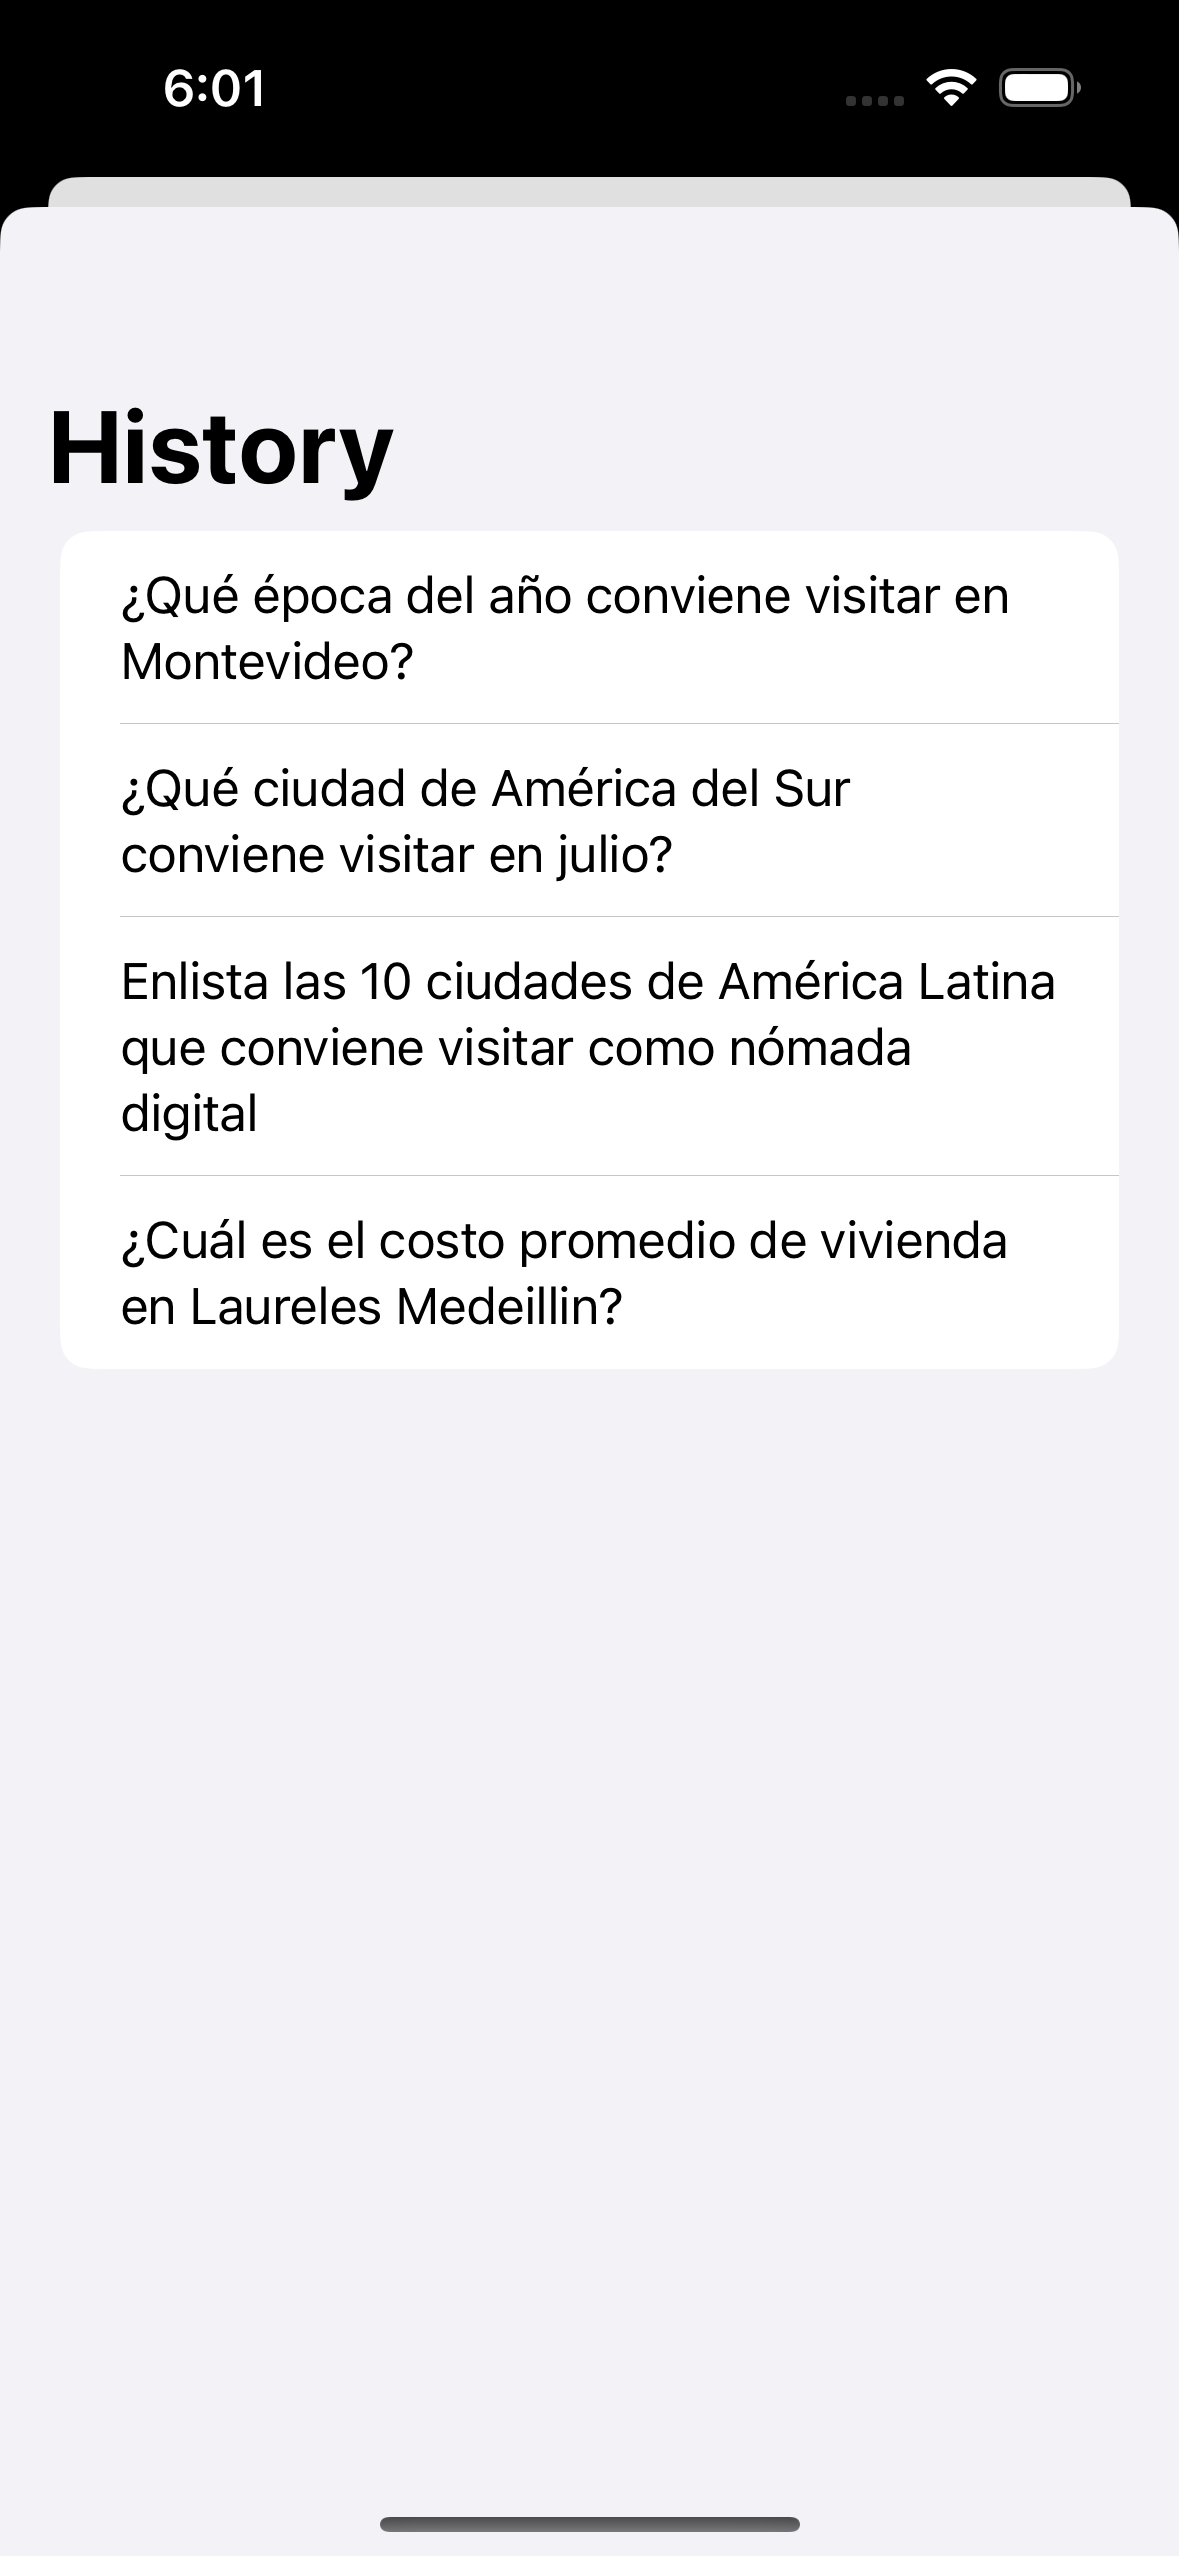 6:01
History
¿Qué época del año conviene visitar en
Montevideo?
¿Qué ciudad de América del Sur
conviene visitar en julio?
Enlista las 10 ciudades de América Latina
que conviene visitar como nómada
digital
¿Cuál es el costo promedio de vivienda
en Laureles Medeillin?